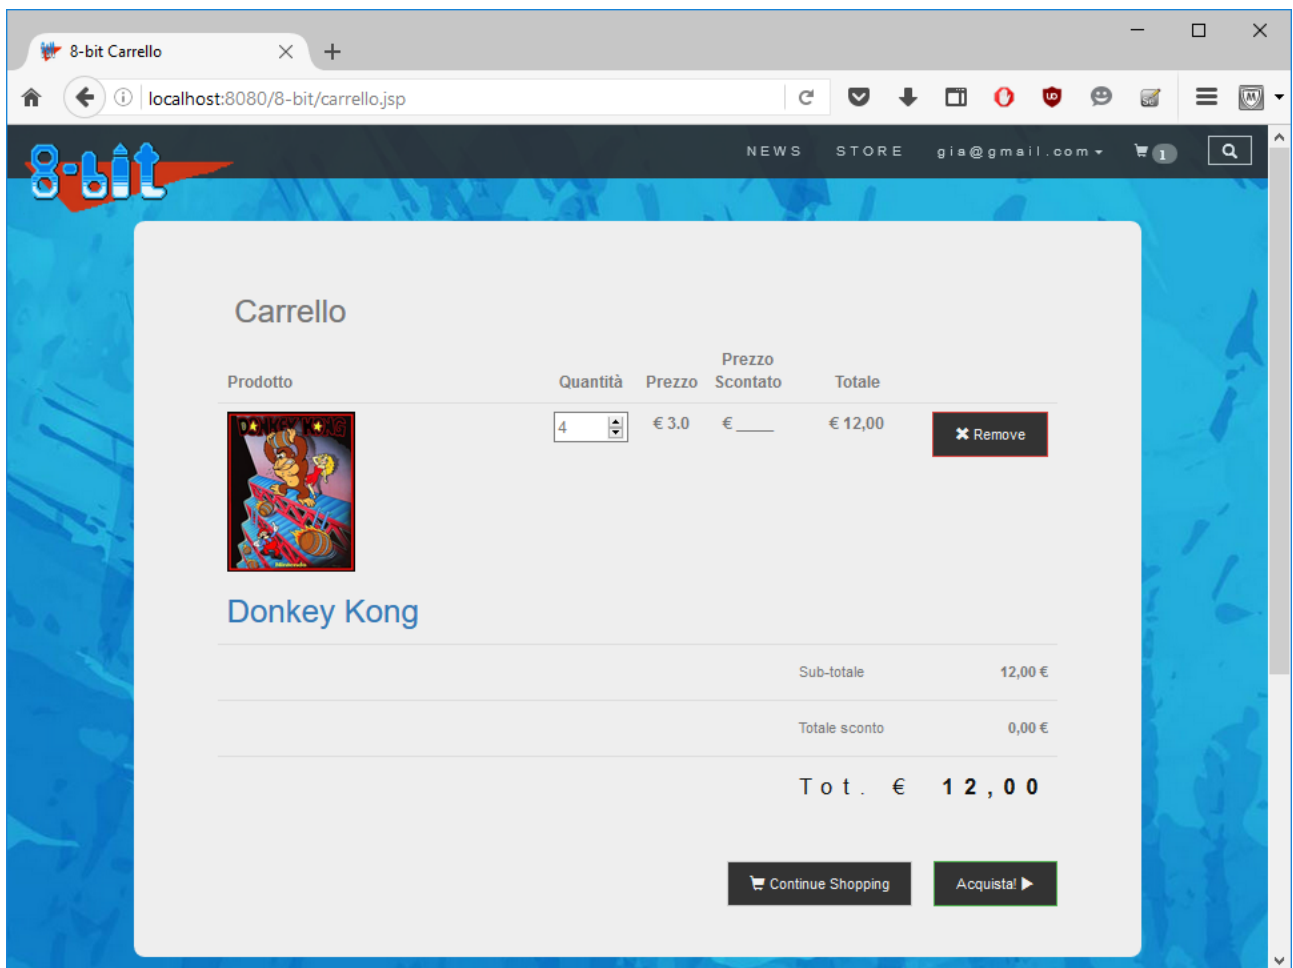 8-bit Carrello
localhost:8080/8-bit/carrello.jsp
8-bit
NEWS STORE gia@gmail.com 1
Carrello
Prodotto Quantità Prezzo Prezzo Scontato Totale
DONKEY KONG
4 € 3.0 € ____ € 12,00 Remove
Donkey Kong
Sub-totale 12,00 €
Totale sconto 0,00 €
Tot. € 12,00
Continue Shopping Acquista!